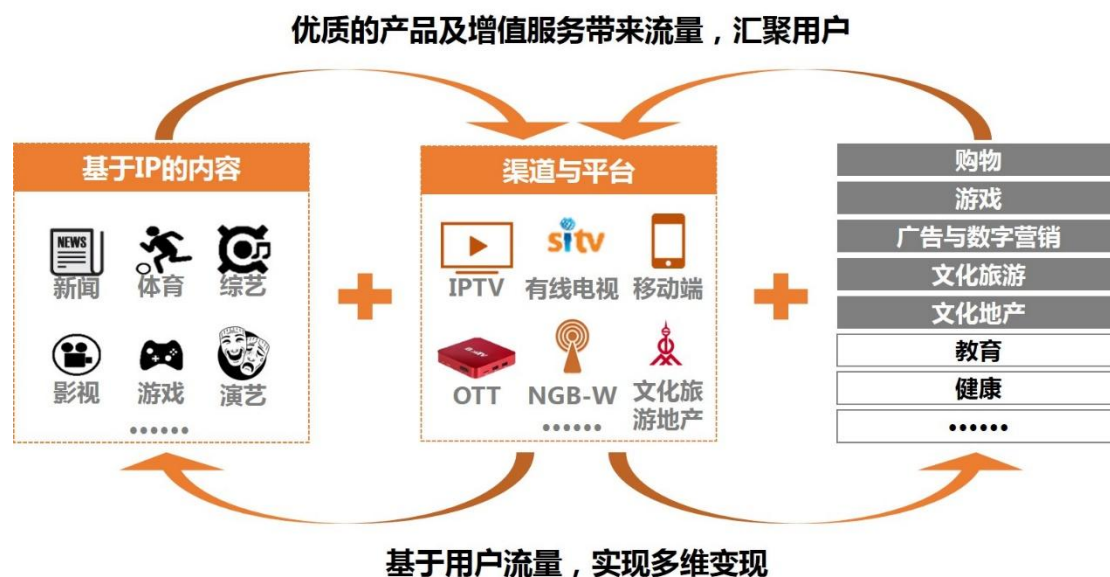 优质的产品及增值服务带来流量，汇聚用户
基于IP的内容
NEWS
新闻
体育
综艺
影视
游戏
演艺
••••••
渠道与平台
sitv
IPTV
有线电视
移动端
OTT
NGB-W
文化旅
游地产
••••••
购物
游戏
广告与数字营销
文化旅游
文化地产
教育
健康
••••••
基于用户流量，实现多维变现